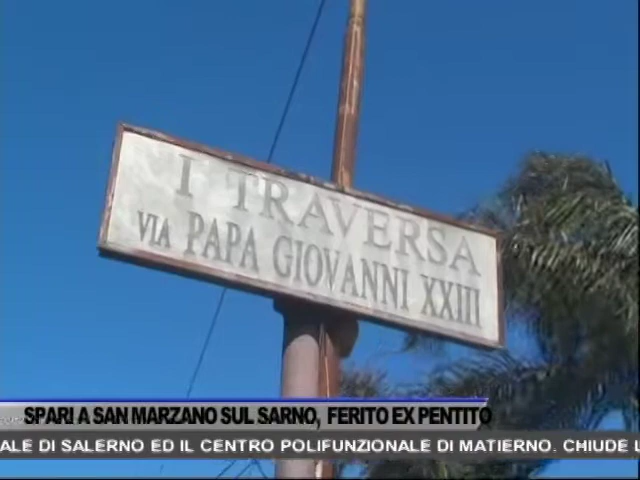 I TRAVERSA
VIA PAPA GIOVANNI XXIII
SPARI A SAN MARZANO SUL SARNO, FERITO EX PENTITO
ALE DI SALERNO ED IL CENTRO POLIFUNZIONALE DI MATIERNO. CHIUDE L